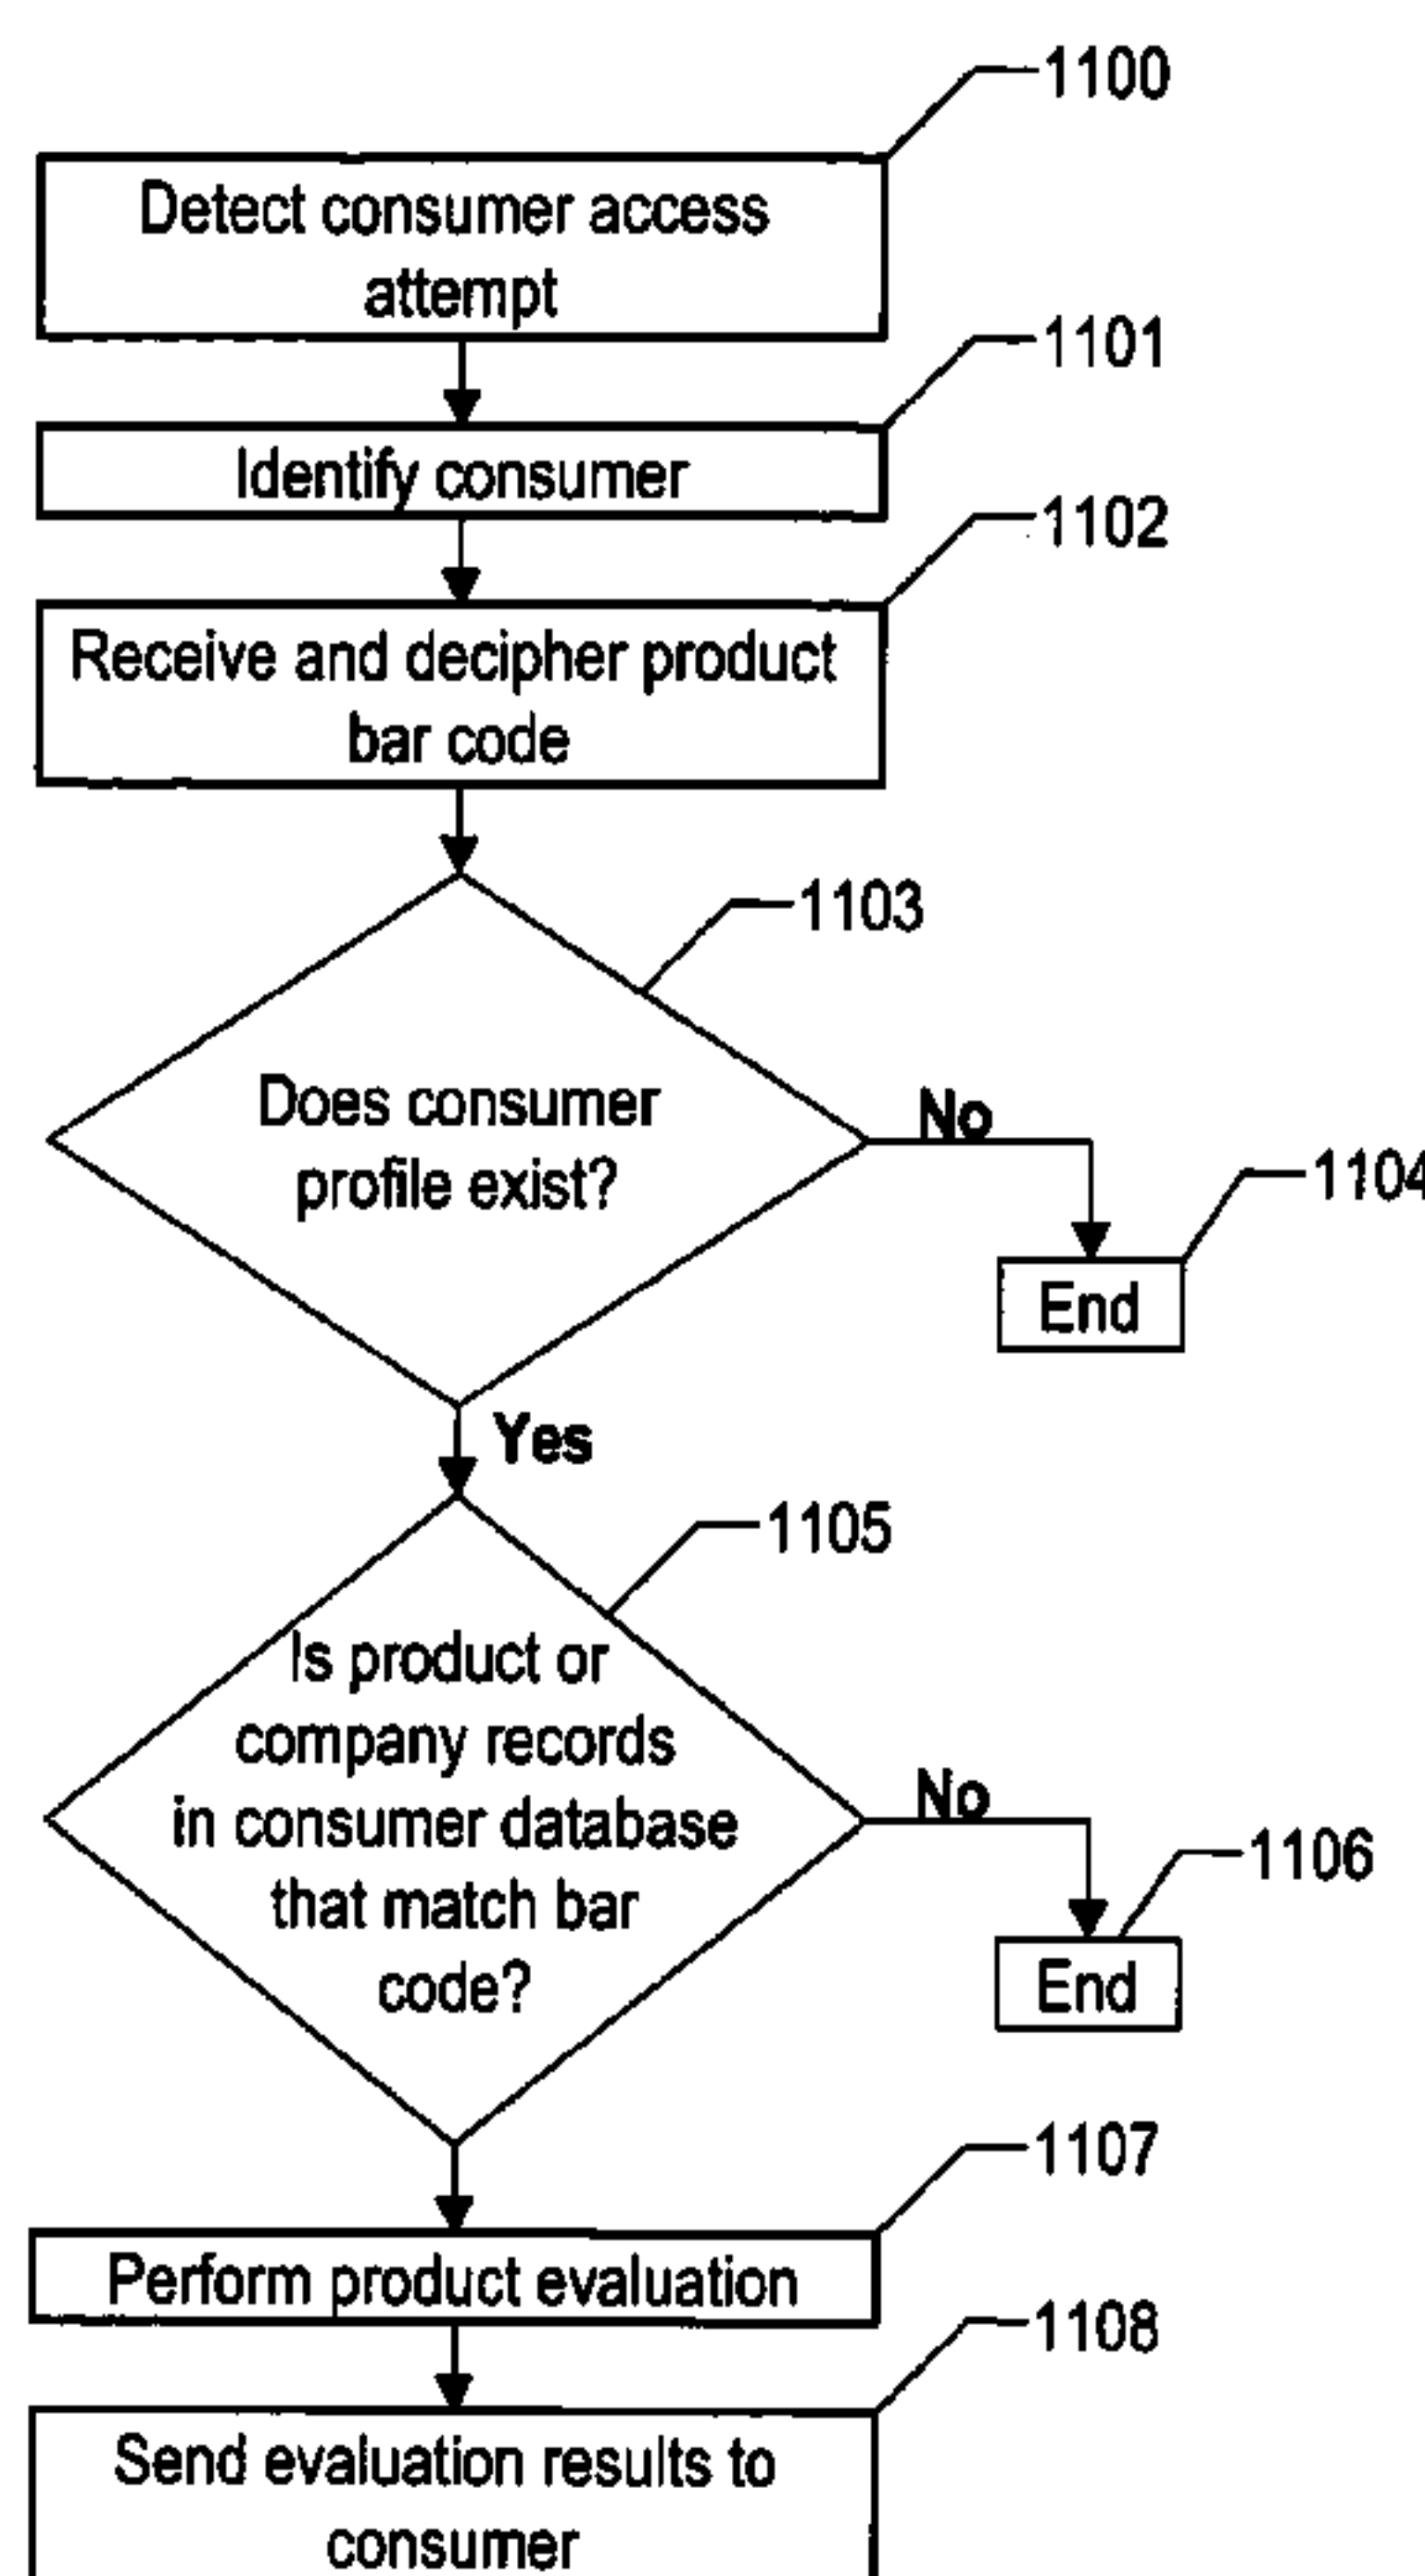 1100
Detect consumer access
attempt
1101
Identify consumer
1102
Receive and decipher product
bar code
1103
Does consumer
profile exist?
No
1104
End
Yes
1105
Is product or
company records
in consumer database
that match bar
code?
No
1106
End
1107
Perform product evaluation
1108
Send evaluation results to
consumer